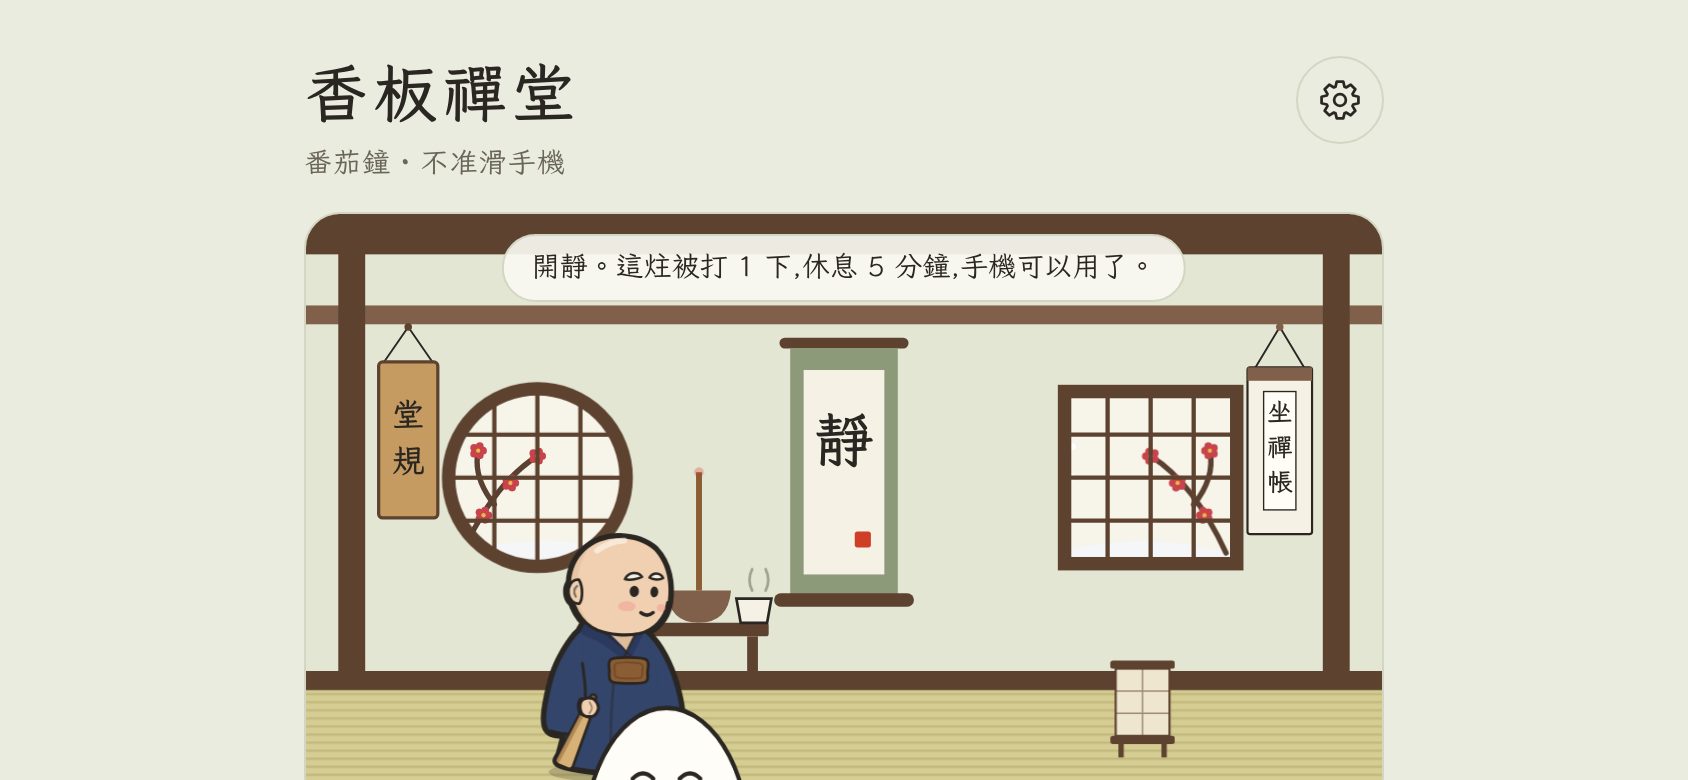 香板禪堂
番茄鐘・不准滑手機
開靜。這炷被打 1 下,休息 5 分鐘,手機可以用了。
堂規
靜
坐禪帳